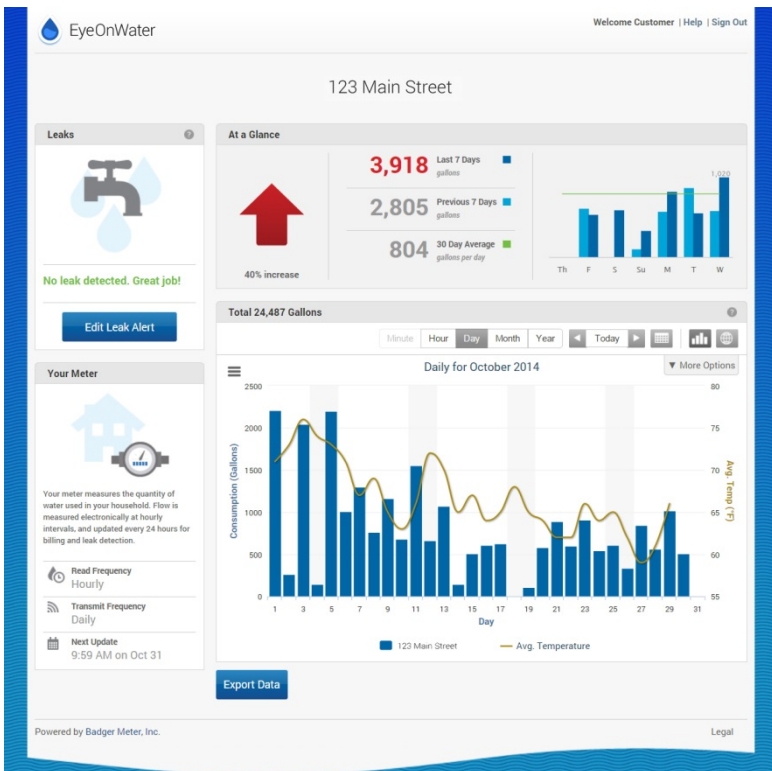 EyeOnWater
Welcome Customer | Help | Sign Out
123 Main Street
Leaks
No leak detected. Great job!
Edit Leak Alert
Your Meter
Your meter measures the quantity of
water used in your household. Flow is
measured electronically at hourly
intervals, and updated every 24 hours for
billing and leak detection.
Read Frequency
Hourly
Transmit Frequency
Daily
Next Update
9:59 AM on Oct 31
At a Glance
40% increase
3,918 Last 7 Days
gallons
2,805 Previous 7 Days
gallons
804 30 Day Average
gallons per day
1,020
Th F S Su M T W
Total 24,487 Gallons
?
Minute Hour Day Month Year Today
Daily for October 2014
▼ More Options
Consumption (Gallons)
2500
2000
1500
1000
500
0
80
75
70
65
60
55
Avg. Temp (°F)
1 3 5 7 9 11 13 15 17 19 21 23 25 27 29 31
Day
123 Main Street
Avg. Temperature
Export Data
Powered by Badger Meter, Inc.
Legal